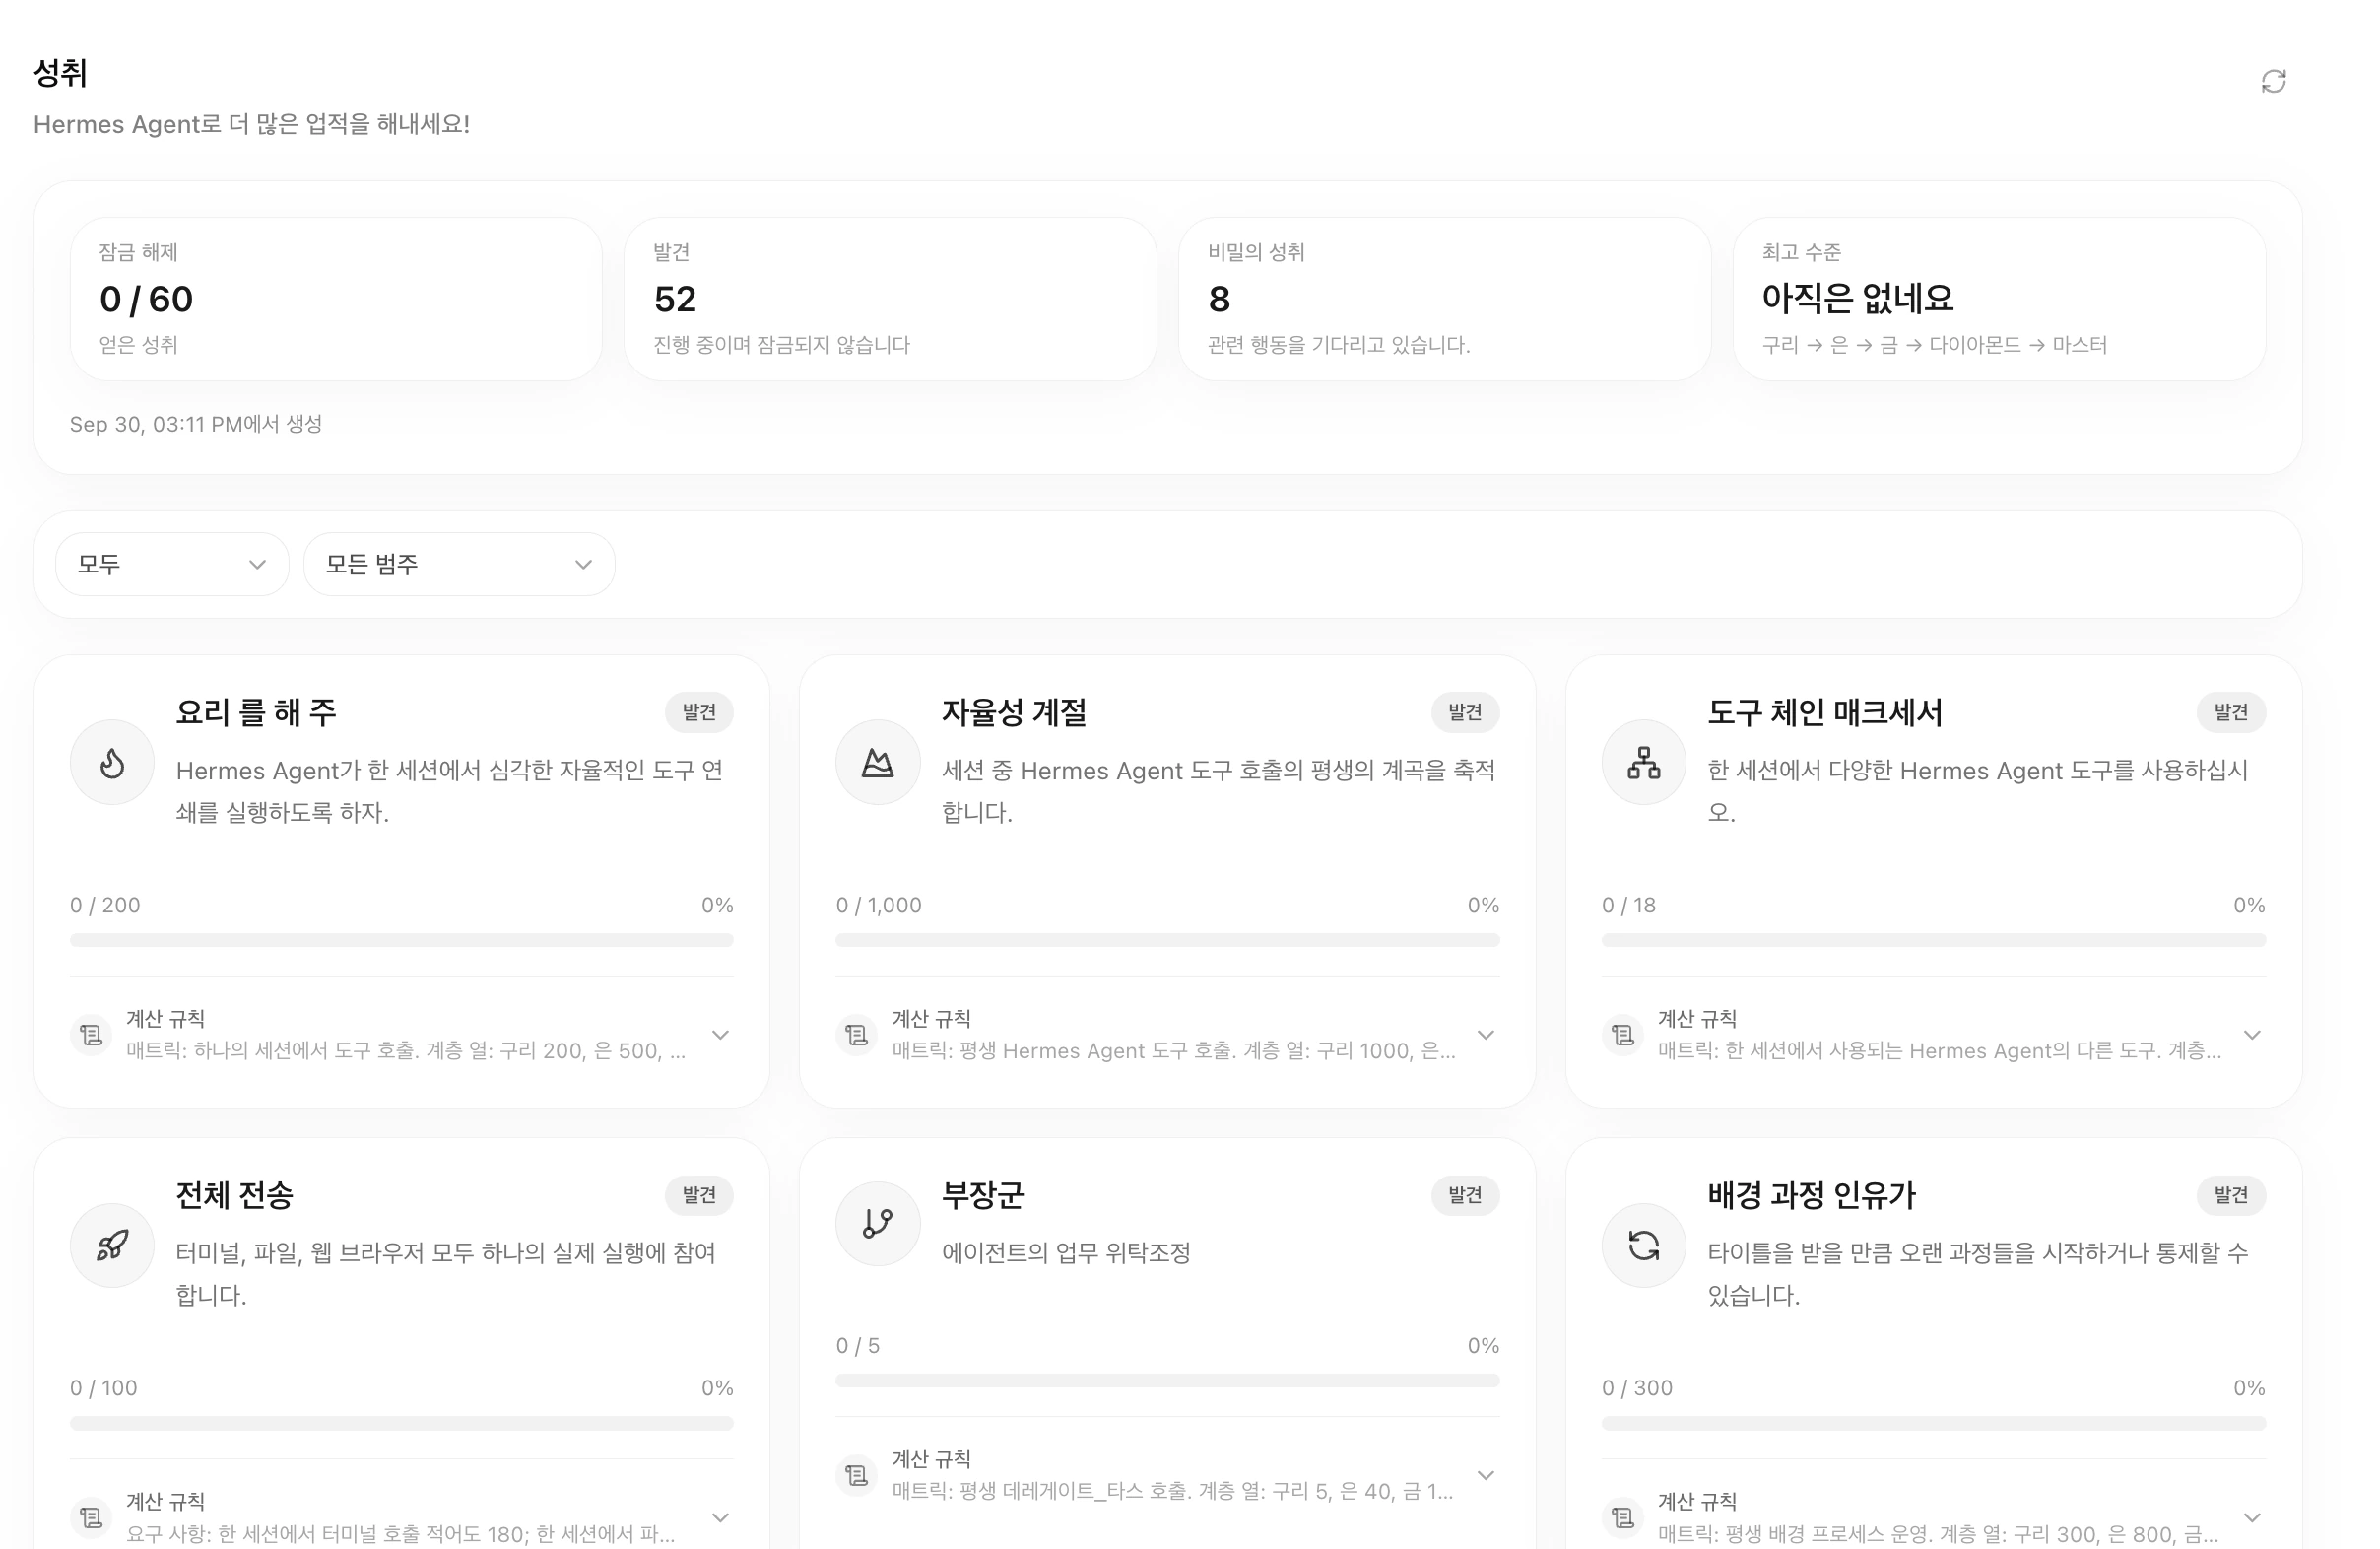 성취
Hermes Agent로 더 많은 업적을 해내세요!
잠금 해제
0 / 60
얻은 성취
발견
52
진행 중이며 잠금되지 않습니다
비밀의 성취
8
관련 행동을 기다리고 있습니다.
최고 수준
아직은 없네요
구리 → 은 → 금 → 다이아몬드 → 마스터
Sep 30, 03:11 PM에서 생성
모두
모든 범주
요리 를 해 주
발견
Hermes Agent가 한 세션에서 심각한 자율적인 도구 연
쇄를 실행하도록 하자.
0 / 200
0%
계산 규칙
매트릭: 하나의 세션에서 도구 호출. 계층 열: 구리 200, 은 500, ...
자율성 계절
발견
세션 중 Hermes Agent 도구 호출의 평생의 계곡을 축적
합니다.
0 / 1,000
0%
계산 규칙
매트릭: 평생 Hermes Agent 도구 호출. 계층 열: 구리 1000, 은...
도구 체인 매크세서
발견
한 세션에서 다양한 Hermes Agent 도구를 사용하십시
오.
0 / 18
0%
계산 규칙
매트릭: 한 세션에서 사용되는 Hermes Agent의 다른 도구. 계층...
전체 전송
발견
터미널, 파일, 웹 브라우저 모두 하나의 실제 실행에 참여
합니다.
0 / 100
0%
계산 규칙
요구 사항: 한 세션에서 터미널 호출 적어도 180; 한 세션에서 파...
부장군
발견
에이전트의 업무 위탁조정
0 / 5
0%
계산 규칙
매트릭: 평생 데레게이트_타스 호출. 계층 열: 구리 5, 은 40, 금 1...
배경 과정 인유가
발견
타이틀을 받을 만큼 오랜 과정들을 시작하거나 통제할 수
있습니다.
0 / 300
0%
계산 규칙
매트릭: 평생 배경 프로세스 운영. 계층 열: 구리 300, 은 800, 금...